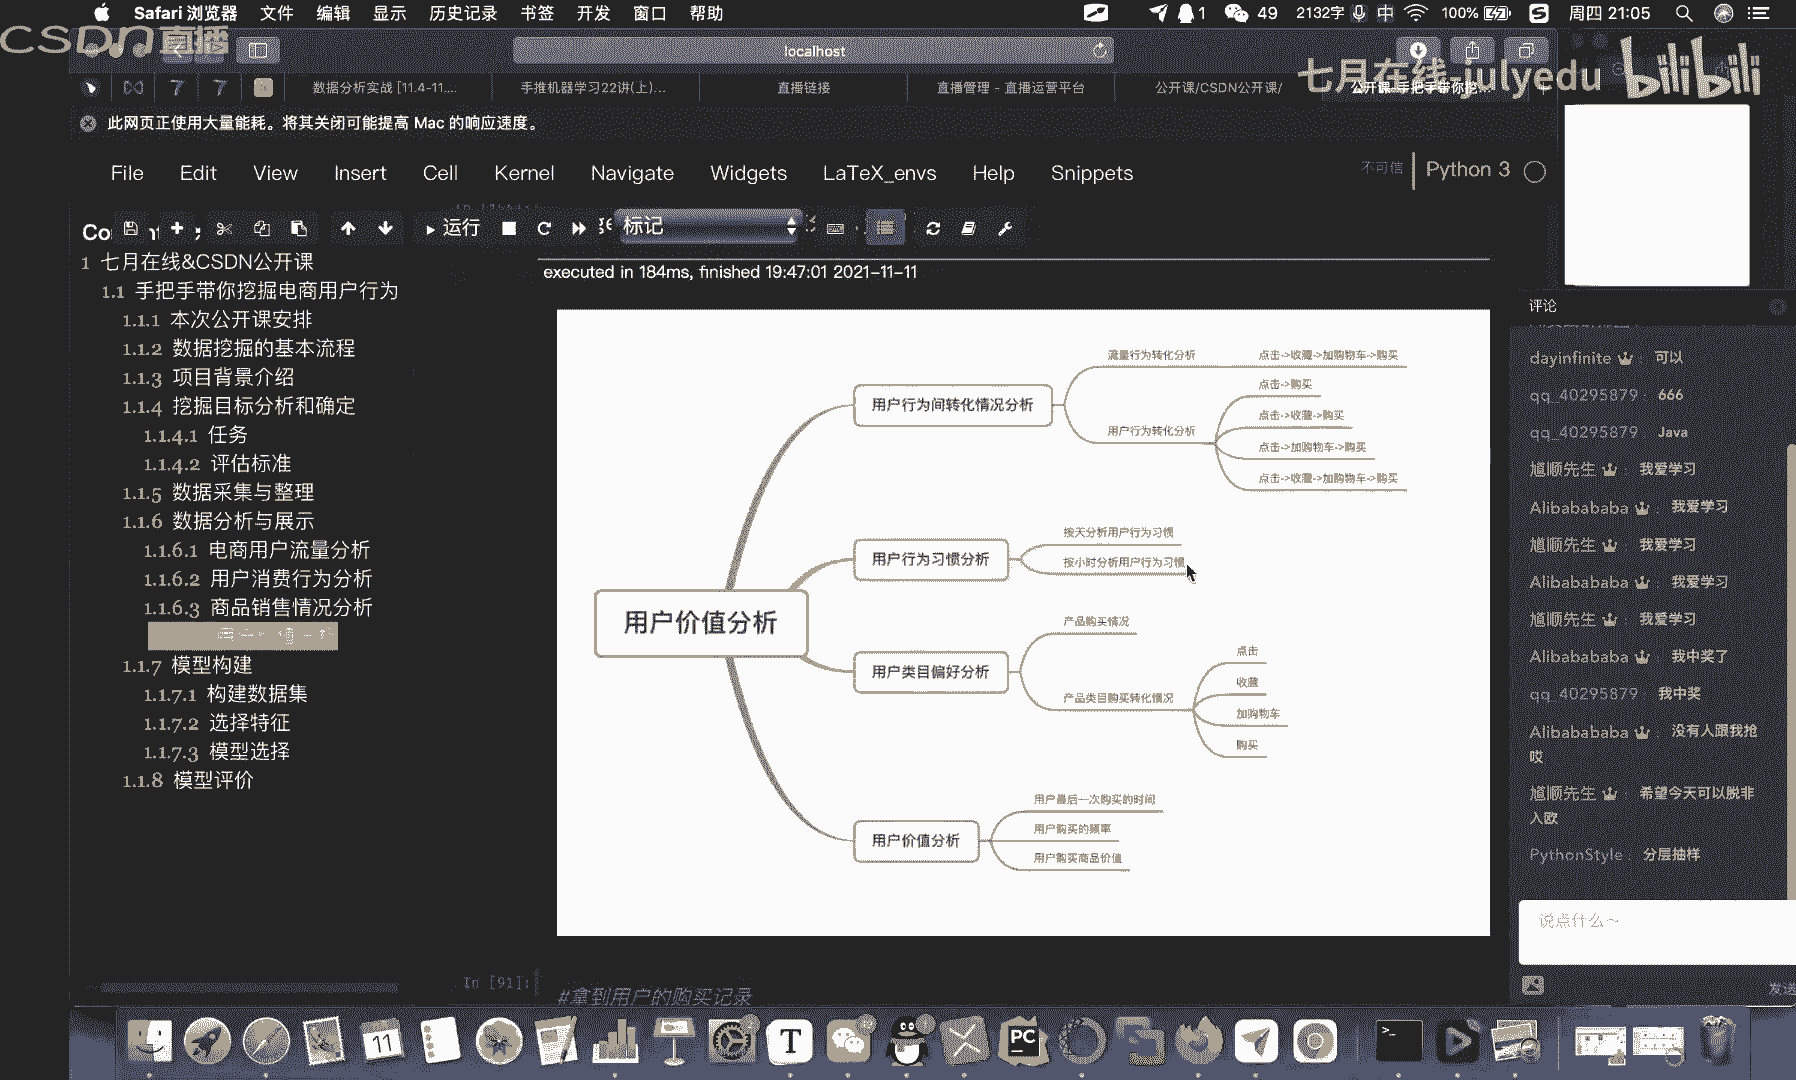 Safari 浏览器 文件 编辑 显示 历史记录 书签 开发 窗口 帮助
1 49 2132字 中 100% 周四 21:05
CSDN 直播
localhost
七月在线-julyedu bilibili
数据分析实战 [11.4-11.... 手推机器学习22讲(上)... 直播链接 直播管理 - 直播运营平台 公开课/CSDN公开课/ 公开课-手把手带你挖...
此网页正使用大量能耗。将其关闭可能提高 Mac 的响应速度。
File Edit View Insert Cell Kernel Navigate Widgets LaTeX_envs Help Snippets
不可信 Python 3
运行 标记
executed in 184ms, finished 19:47:01 2021-11-11
1 七月在线&CSDN公开课
1.1 手把手带你挖掘电商用户行为
1.1.1 本次公开课安排
1.1.2 数据挖掘的基本流程
1.1.3 项目背景介绍
1.1.4 挖掘目标分析和确定
1.1.4.1 任务
1.1.4.2 评估标准
1.1.5 数据采集与整理
1.1.6 数据分析与展示
1.1.6.1 电商用户流量分析
1.1.6.2 用户消费行为分析
1.1.6.3 商品销售情况分析
1.1.7 模型构建
1.1.7.1 构建数据集
1.1.7.2 选择特征
1.1.7.3 模型选择
1.1.8 模型评价
用户价值分析
用户行为间转化情况分析
流量行为转化分析
点击->收藏->加购物车->购买
用户行为转化分析
点击->购买
点击->收藏->购买
点击->加购物车->购买
点击->收藏->加购物车->购买
用户行为习惯分析
按天分析用户行为习惯
按小时分析用户行为习惯
用户类目偏好分析
产品购买情况
产品类目购买转化情况
点击
收藏
加购物车
购买
用户价值分析
用户最后一次购买的时间
用户购买的频率
用户购买商品价值
In [91]:
#拿到用户的购买记录
评论
dayinfinite : 可以
qq_40295879 : 666
qq_40295879 : Java
馗顺先生 : 我爱学习
Alibabababa : 我爱学习
馗顺先生 : 我爱学习
Alibabababa : 我爱学习
馗顺先生 : 我爱学习
Alibabababa : 我中奖了
qq_40295879 : 我中奖
Alibabababa : 没有人跟我抢
哎
馗顺先生 : 希望今天可以脱非
入欧
PythonStyle : 分层抽样
说点什么~
发送
11
T
PC